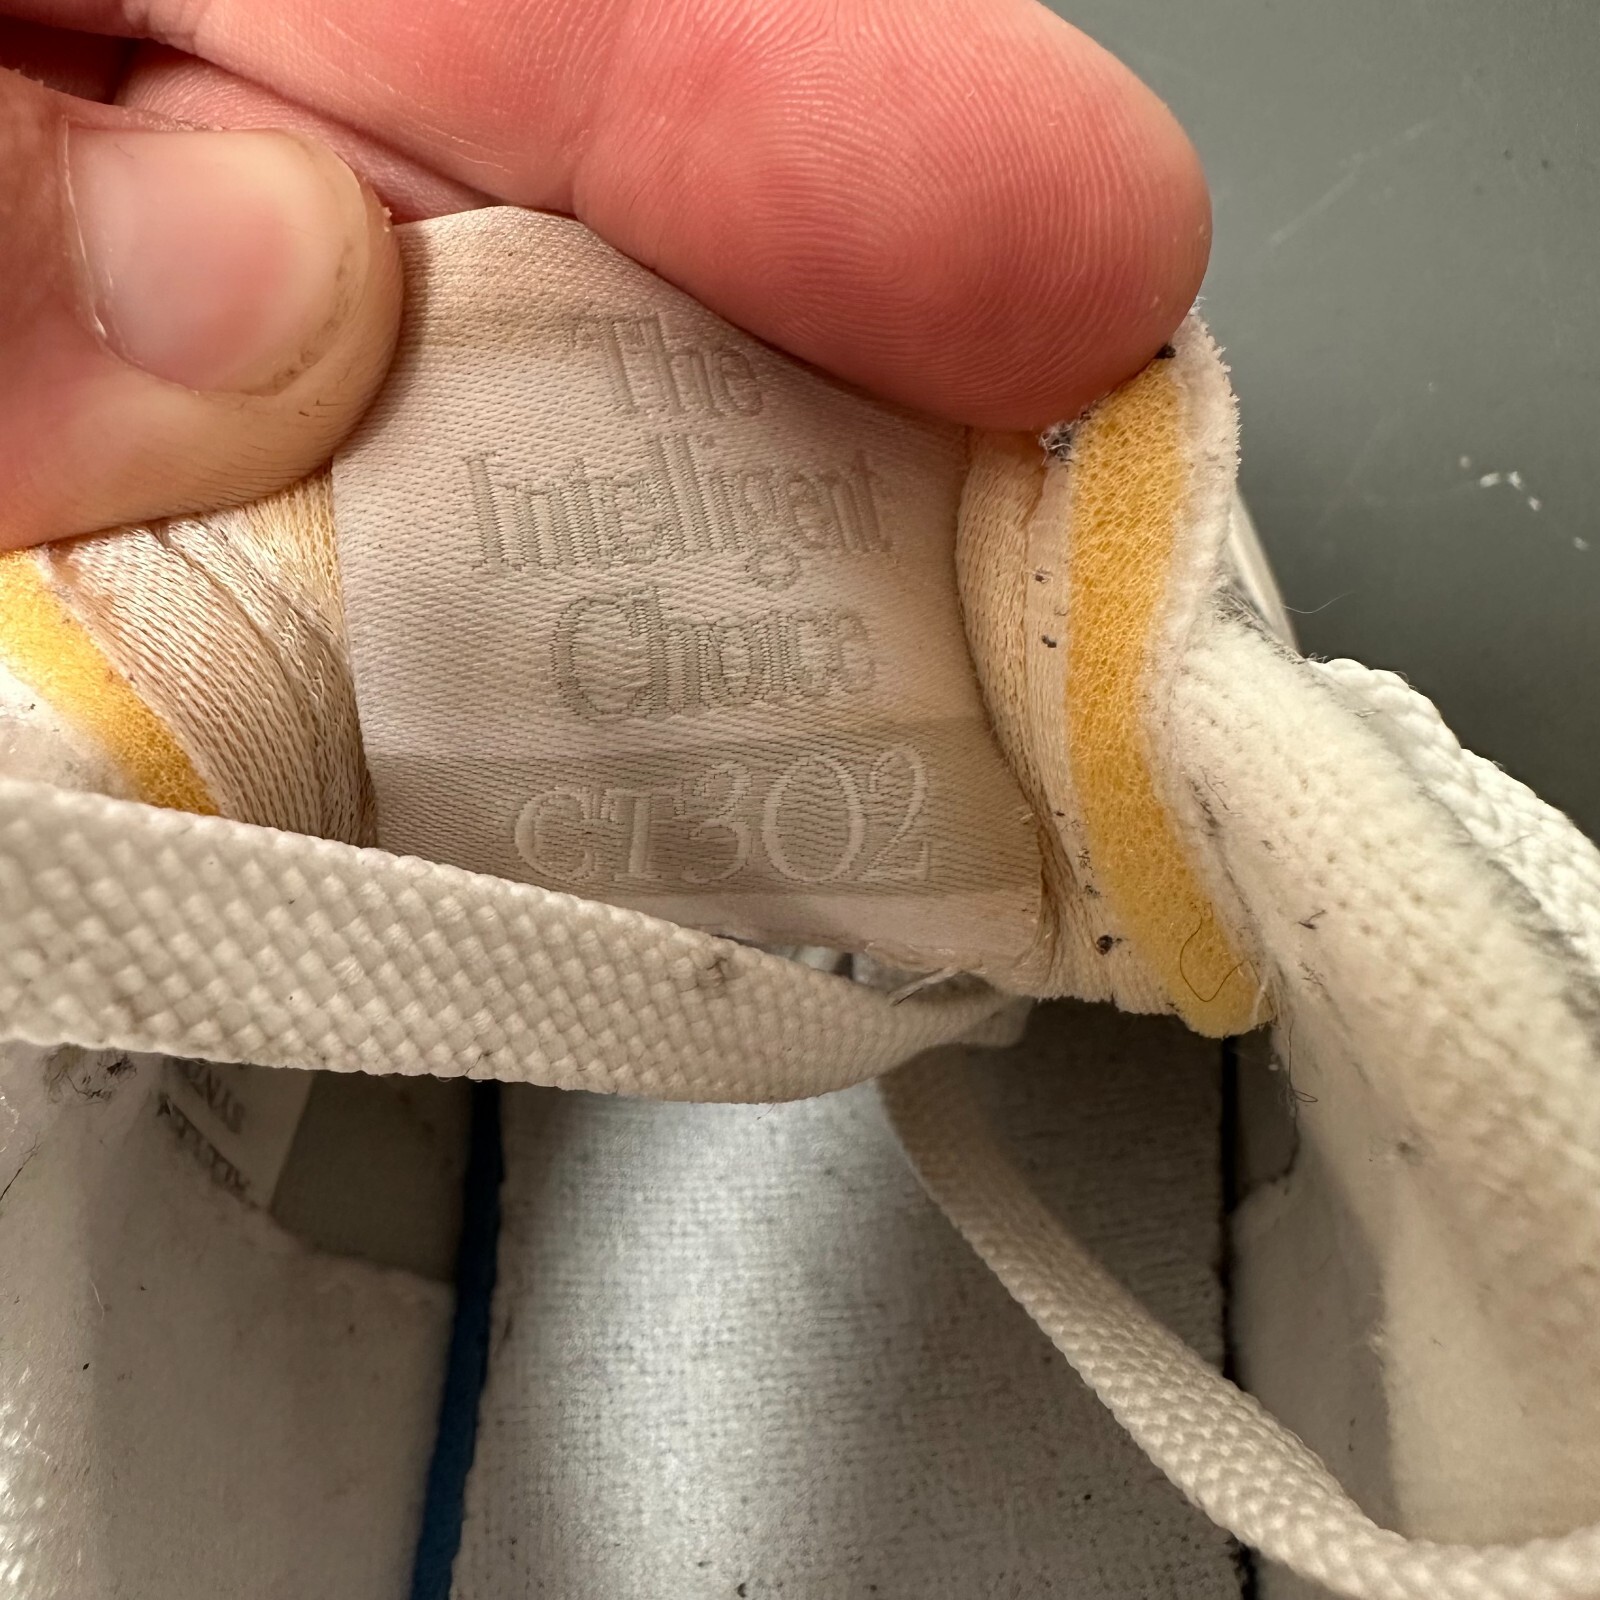 The
Intelligent
Choice
CT302